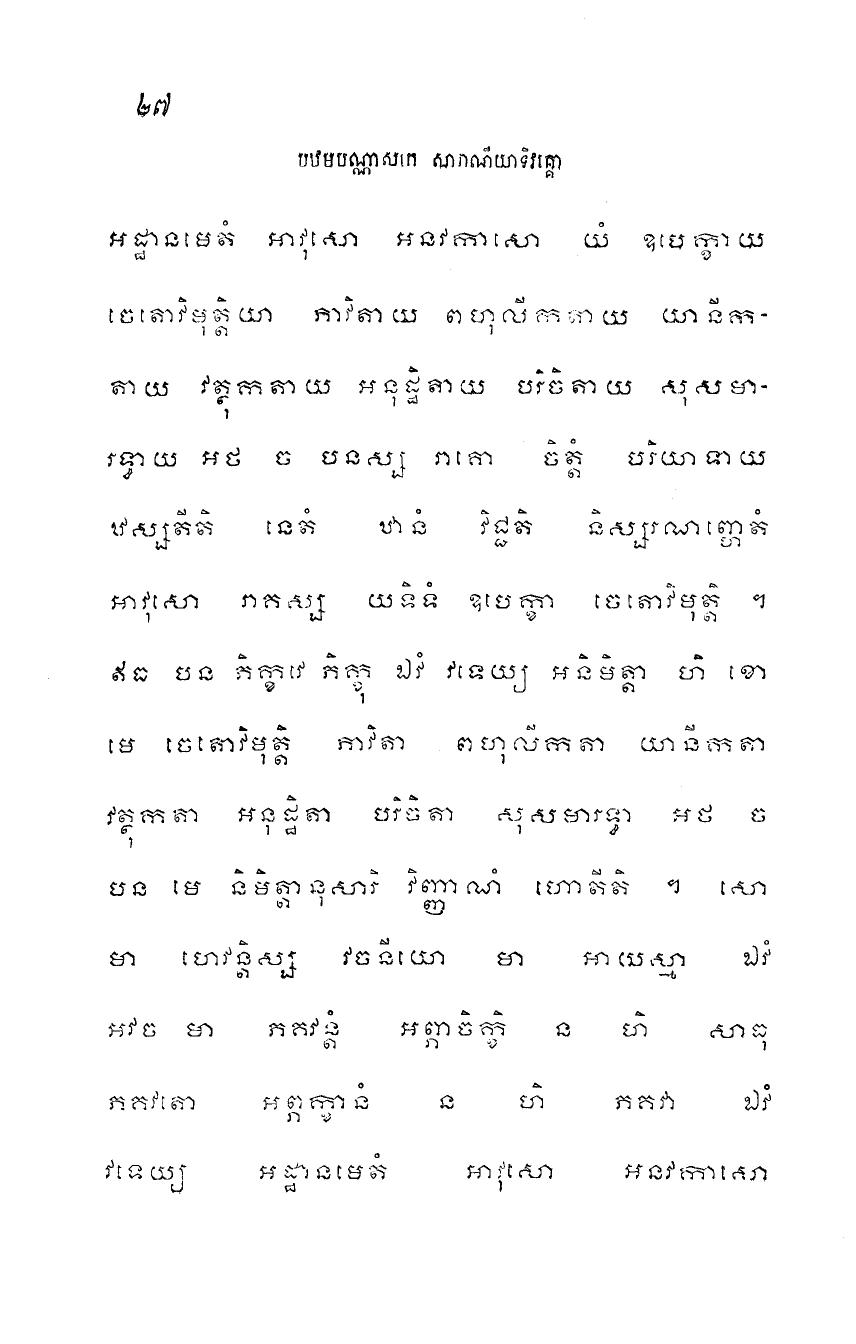 ២៧
បឋមបណ្ណាសកេ សារាណីយាទិវគ្គោ
អដ្ឋានមេតំ អាវុសោ អនវកាសោ យំ ឧបេក្ខាយ
ចេតោវិមុត្តិយា ភាវិតាយ ពហុលីកតាយ យានីក-
តាយ វត្ថុកតាយ អនុដ្ឋិតាយ បរិចិតាយ សុសមា-
រទ្ធាយ អថ ច បនស្ស រាគោ ចិត្តំ បរិយាទាយ
ឋស្សតីតិ នេតំ ឋានំ វិជ្ជតិ និស្សរណញ្ហេតំ
អាវុសោ រាគស្ស យទិទំ ឧបេក្ខា ចេតោវិមុត្តិ ។
ឥធ បន ភិក្ខវេ ភិក្ខុ ឯវំ វទេយ្យ អនិមិត្តា ហិ ខោ
មេ ចេតោវិមុត្តិ ភាវិតា ពហុលីកតា យានីកតា
វត្ថុកតា អនុដ្ឋិតា បរិចិតា សុសមារទ្ធា អថ ច
បន មេ និមិត្តានុសារិ វិញ្ញាណំ ហោតីតិ ។ សោ
មា ហេវន្តិស្ស វចនីយោ មា អាយស្មា ឯវំ
អវច មា ភគវន្តំ អព្ភាចិក្ខិ ន ហិ សាធុ
ភគវតោ អព្ភក្ខានំ ន ហិ ភគវា ឯវំ
វទេយ្យ អដ្ឋានមេតំ អាវុសោ អនវកាសោ